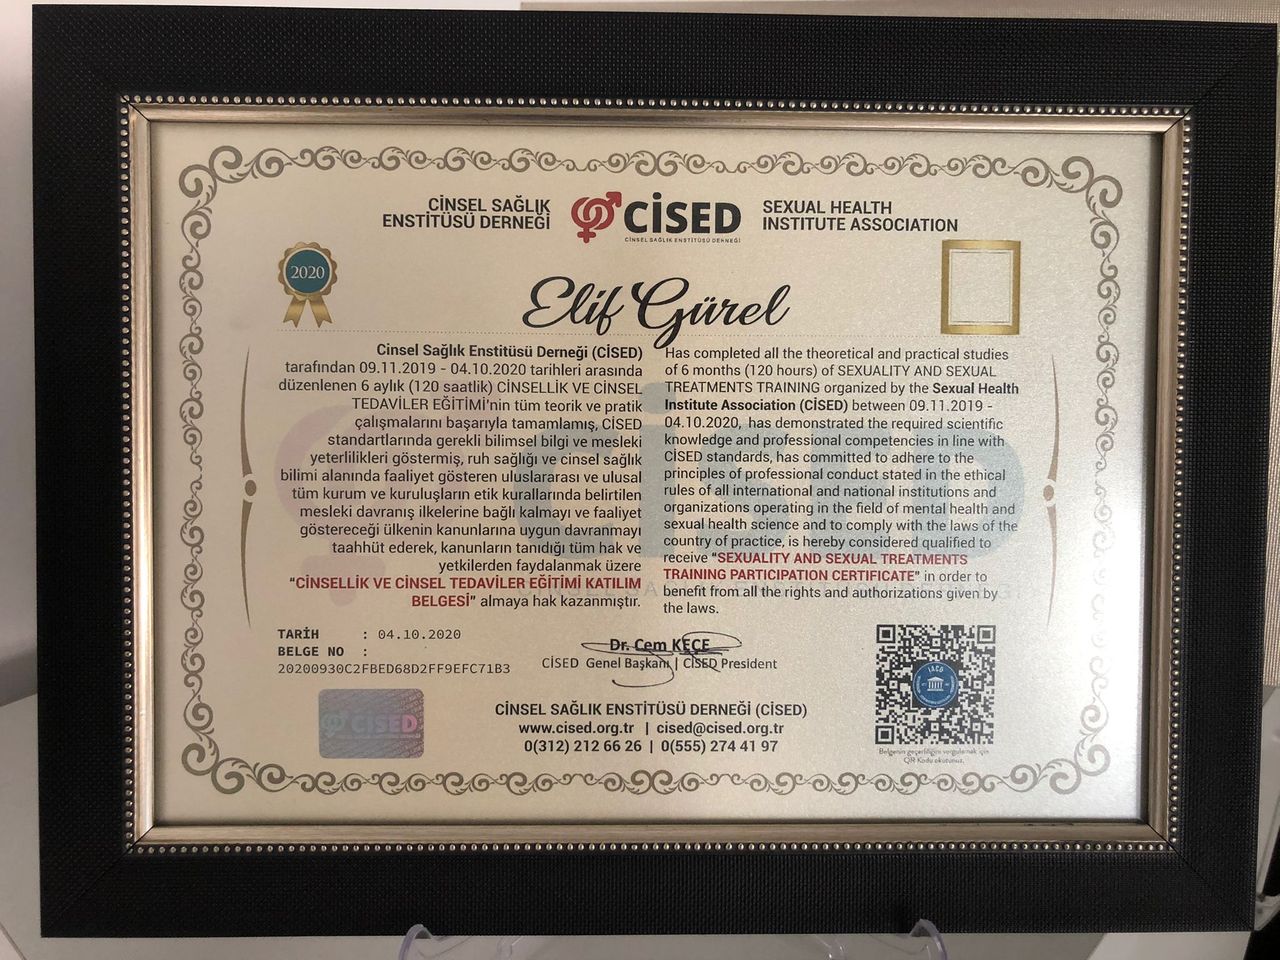 CİNSEL SAĞLIK
ENSTİTÜSÜ DERNEĞİ
CİSED
CİNSEL SAĞLIK ENSTİTÜSÜ DERNEĞİ
SEXUAL HEALTH
INSTITUTE ASSOCIATION
2020
Elif Gürel
Cinsel Sağlık Enstitüsü Derneği (CİSED)
tarafından 09.11.2019 - 04.10.2020 tarihleri arasında
düzenlenen 6 aylık (120 saatlik) CİNSELLİK VE CİNSEL
TEDAVİLER EĞİTİMİ'nin tüm teorik ve pratik
çalışmalarını başarıyla tamamlamış, CİSED
standartlarında gerekli bilimsel bilgi ve mesleki
yeterlilikleri göstermiş, ruh sağlığı ve cinsel sağlık
bilimi alanında faaliyet gösteren uluslararası ve ulusal
tüm kurum ve kuruluşların etik kurallarında belirtilen
mesleki davranış ilkelerine bağlı kalmayı ve faaliyet
göstereceği ülkenin kanunlarına uygun davranmayı
taahhüt ederek, kanunların tanıdığı tüm hak ve
yetkilerden faydalanmak üzere
"CİNSELLİK VE CİNSEL TEDAVİLER EĞİTİMİ KATILIM
BELGESİ" almaya hak kazanmıştır.
Has completed all the theoretical and practical studies
of 6 months (120 hours) of SEXUALITY AND SEXUAL
TREATMENTS TRAINING organized by the Sexual Health
Institute Association (CİSED) between 09.11.2019 -
04.10.2020, has demonstrated the required scientific
knowledge and professional competencies in line with
CİSED standards, has committed to adhere to the
principles of professional conduct stated in the ethical
rules of all international and national institutions and
organizations operating in the field of mental health and
sexual health science and to comply with the laws of the
country of practice, is hereby considered qualified to
receive "SEXUALITY AND SEXUAL TREATMENTS
TRAINING PARTICIPATION CERTIFICATE" in order to
benefit from all the rights and authorizations given by
the laws.
TARİH : 04.10.2020
BELGE NO :
20200930C2FBED68D2FF9EFC71B3
Dr. Cem KEÇE
CİSED Genel Başkanı | CİSED President
CISED
CİNSEL SAĞLIK ENSTİTÜSÜ DERNEĞİ (CİSED)
www.cised.org.tr | cised@cised.org.tr
0(312) 212 66 26 | 0(555) 274 41 97
IACD
Belgenin geçerliliğini sorgulamak için
QR Kodu okutunuz.